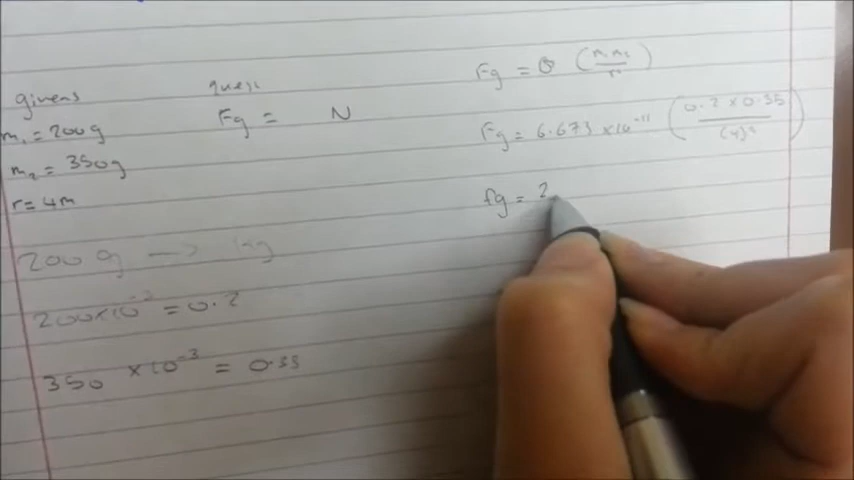 givens
m₁ = 200g
m₂ = 350g
r = 4m
200 g → kg
200×10⁻³ = 0.2
350 ×10⁻³ = 0.35
Fg = N
Fg = G (m₁m₂/r²)
Fg = 6.673 ×10⁻¹¹ (0.2 × 0.35/(4)²)
fg = 2